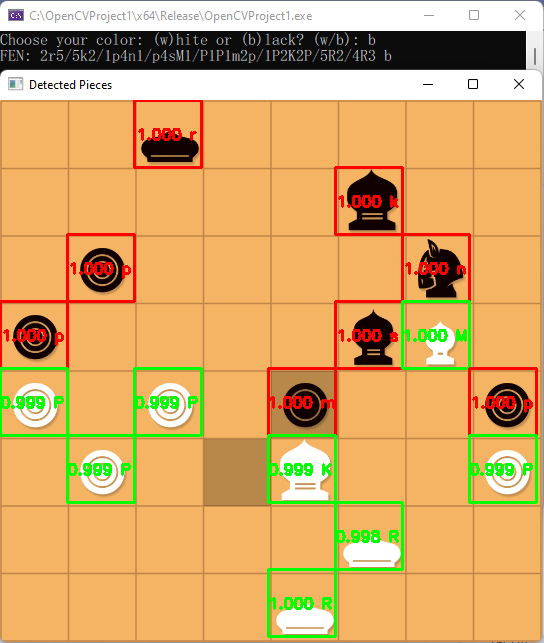 C:\OpenCVProject1\x64\Release\OpenCVProject1.exe
Choose your color: (w)hite or (b)lack? (w/b): b
FEN: 2r5/5k2/1p4n1/p4sM1/P1P1m2p/1P2K2P/5R2/4R3 b
Detected Pieces
1.000 r
1.000 k
1.000 p
1.000 n
1.000 p
1.000 s
1.000 M
0.999 P
0.999 P
1.000 m
1.000 p
0.999 P
0.999 K
0.999 P
0.998 R
1.000 R